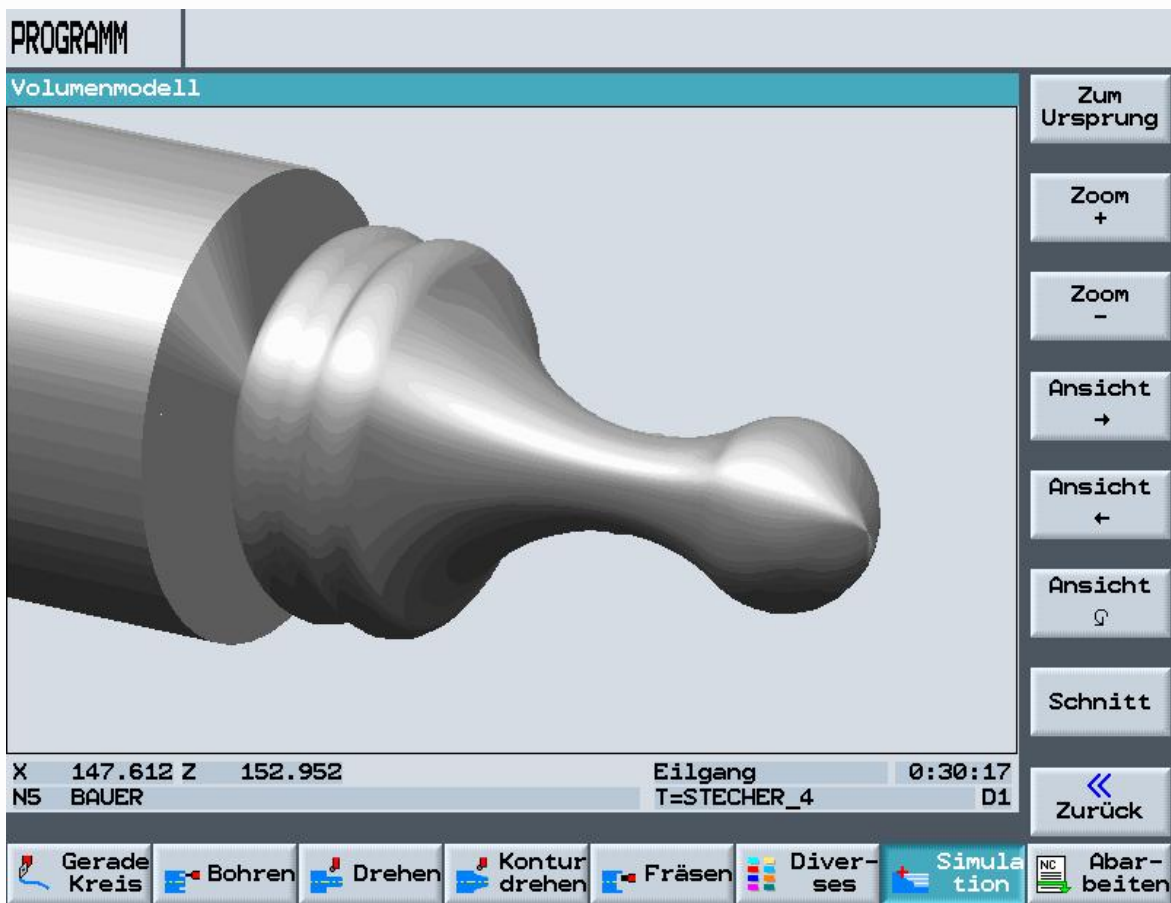 PROGRAMM
Volumenmodell
Zum
Ursprung
Zoom
+
Zoom
-
Ansicht
→
Ansicht
←
Ansicht
Schnitt
«
Zurück
X 147.612 Z 152.952 Eilgang 0:30:17
N5 BAUER T=STECHER_4 D1
Gerade
Kreis
Bohren
Drehen
Kontur
drehen
Fräsen
Diver-
ses
Simula
tion
NC
Abar-
beiten